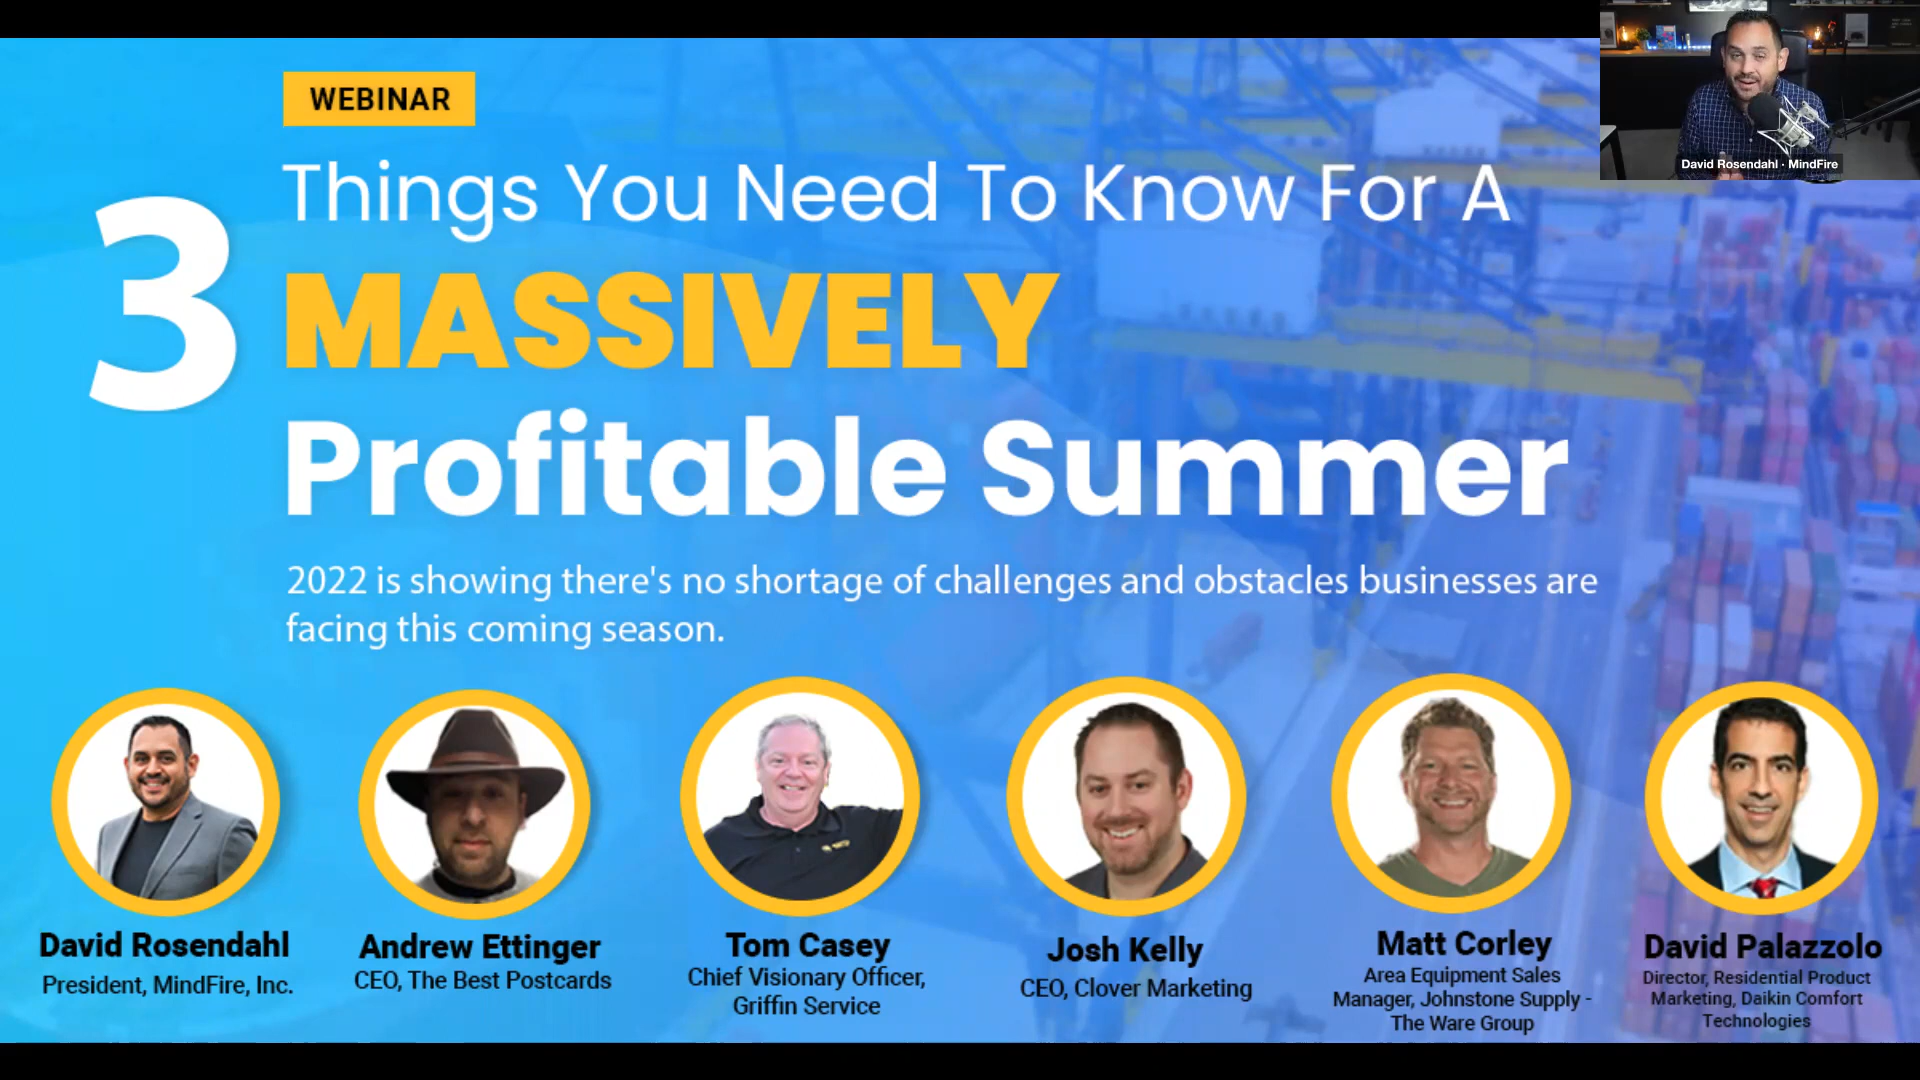 David Rosendahl · MindFire
WEBINAR
3
Things You Need To Know For A
MASSIVELY
Profitable Summer
2022 is showing there's no shortage of challenges and obstacles businesses are
facing this coming season.
David Rosendahl
President, MindFire, Inc.
Andrew Ettinger
CEO, The Best Postcards
Tom Casey
Chief Visionary Officer,
Griffin Service
Josh Kelly
CEO, Clover Marketing
Matt Corley
Area Equipment Sales
Manager, Johnstone Supply -
The Ware Group
David Palazzolo
Director, Residential Product
Marketing, Daikin Comfort
Technologies